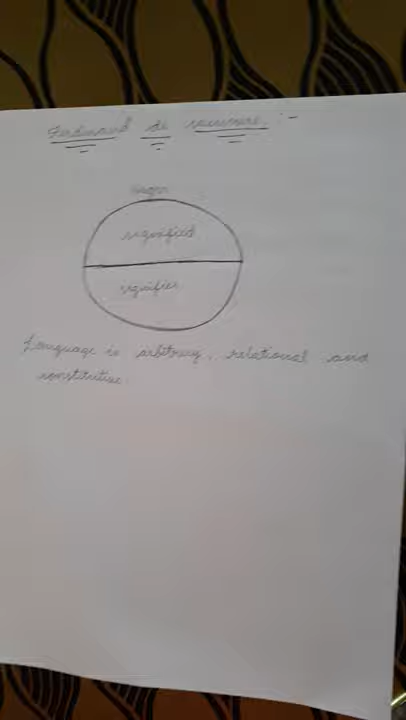 Ferdinand de saussure :-
sign
signified
signifier
Language is arbitrary, relational and
constitutive.